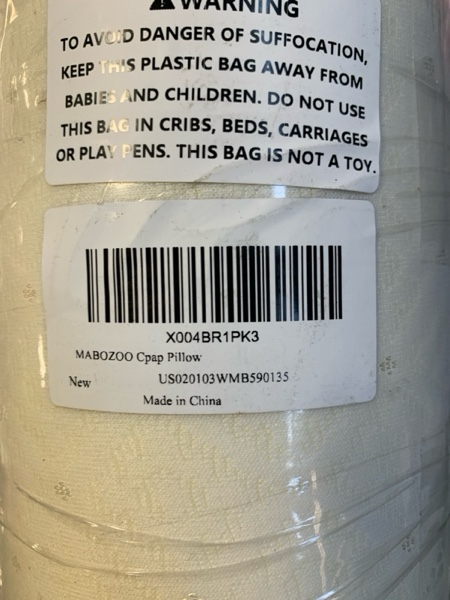 WARNING
TO AVOID DANGER OF SUFFOCATION,
KEEP THIS PLASTIC BAG AWAY FROM
BABIES AND CHILDREN. DO NOT USE
THIS BAG IN CRIBS, BEDS, CARRIAGES
OR PLAY PENS. THIS BAG IS NOT A TOY.
X004BR1PK3
MABOZOO Cpap Pillow
New US020103WMB590135
Made in China